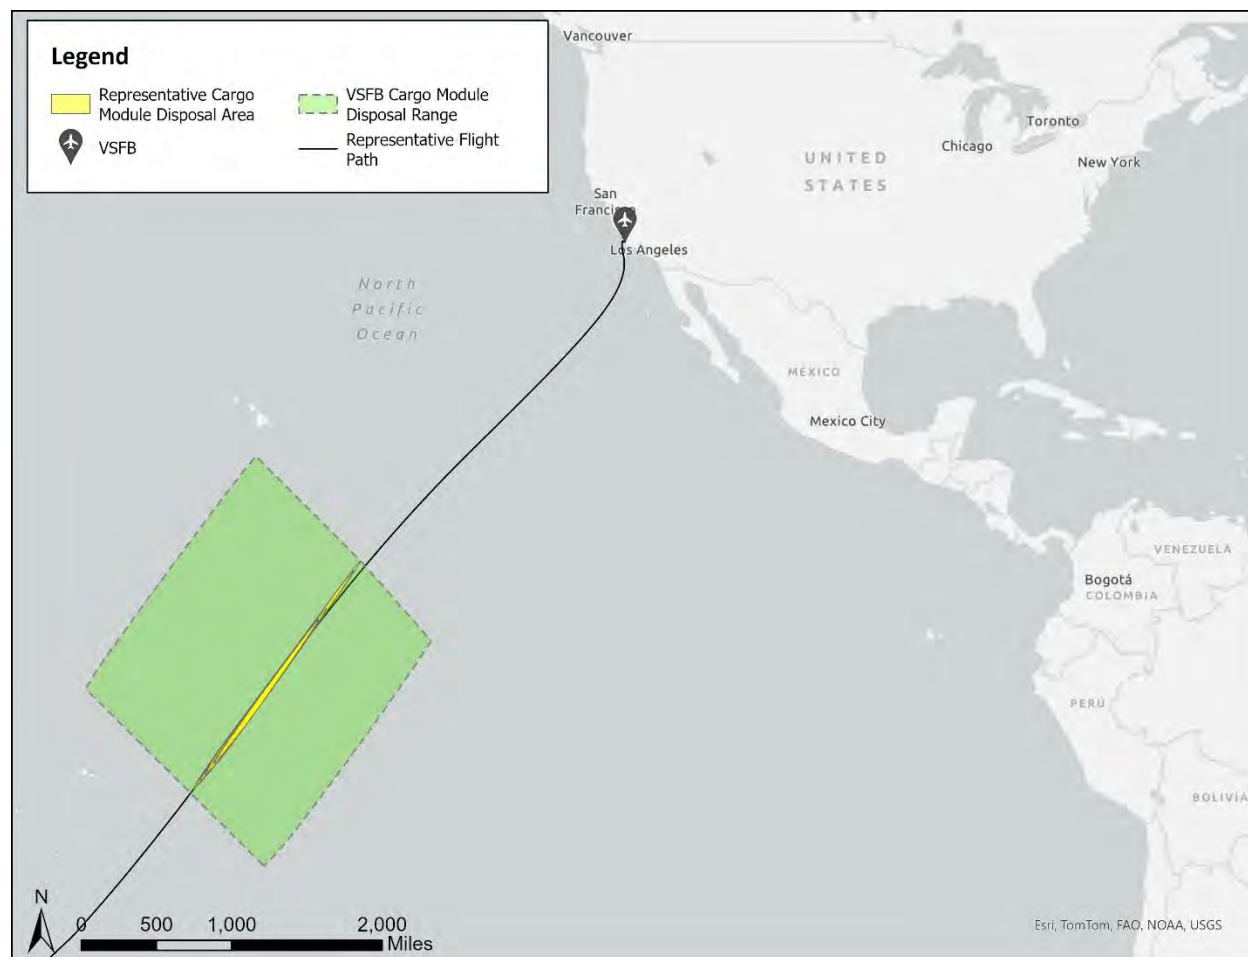 Legend
Representative Cargo
Module Disposal Area
VSFB Cargo Module
Disposal Range
VSFB
Representative Flight
Path
Vancouver
Toronto
Chicago
New York
UNITED
STATES
San
Francisco
Los Angeles
North
Pacific
Ocean
MÉXICO
Mexico City
VENEZUELA
Bogotá
COLOMBIA
PERÚ
BOLIVIA
N
0 500 1,000 2,000
Miles
Esri, TomTom, FAO, NOAA, USGS